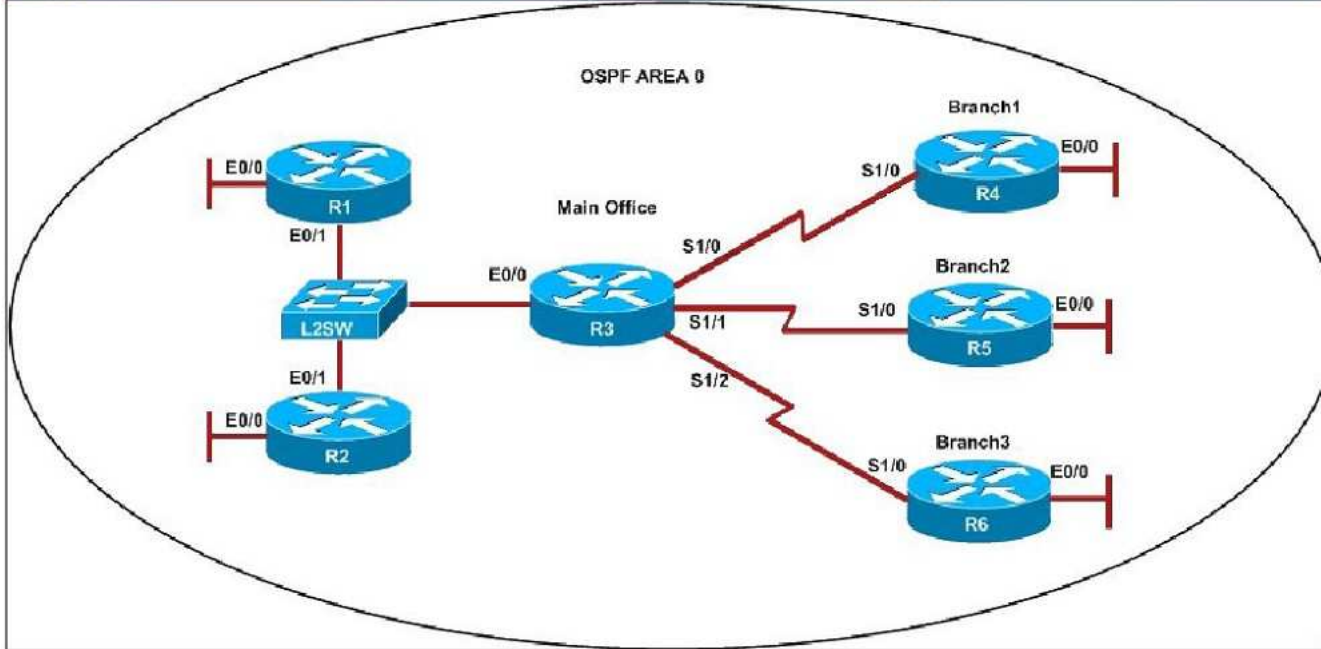 OSPF AREA 0
Branch1
E0/0
E0/0
S1/0
R4
R1
Main Office
E0/1
S1/0
E0/0
Branch2
S1/0
E0/0
L2SW
R3
S1/1
R5
E0/1
S1/2
E0/0
Branch3
R2
S1/0
E0/0
R6